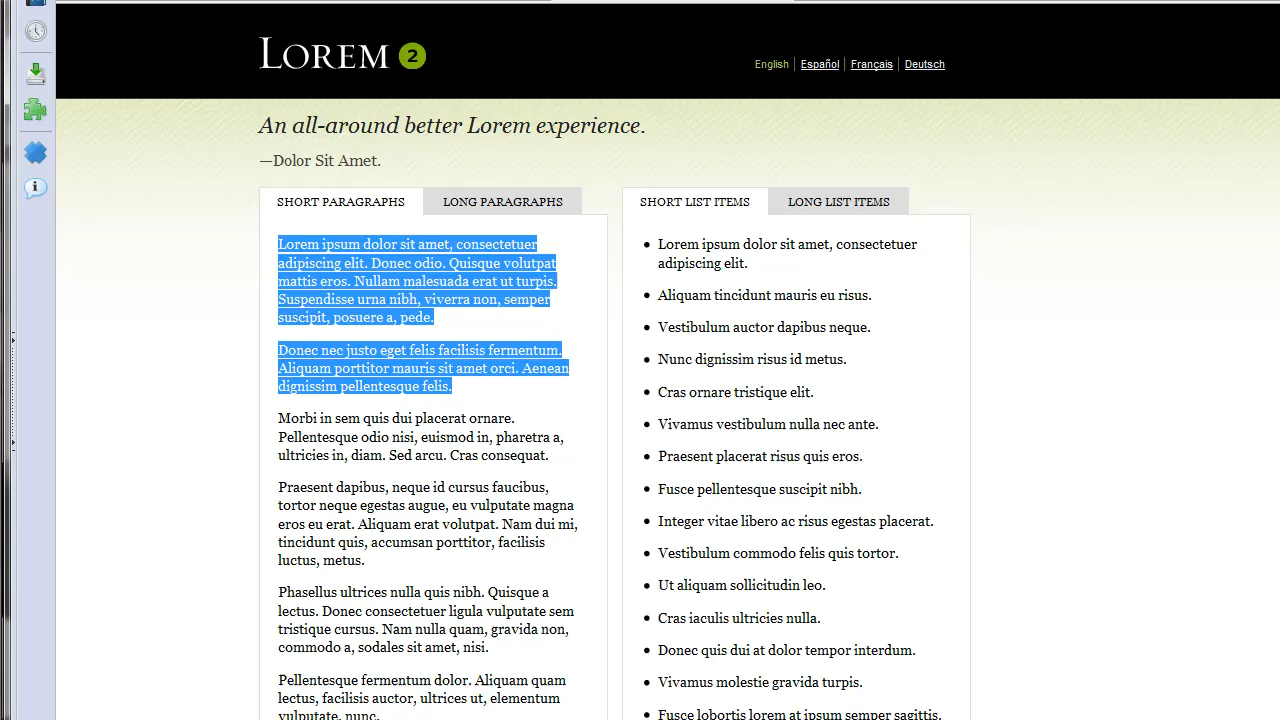 Lorem 2
English Español Français Deutsch
An all-around better Lorem experience.
—Dolor Sit Amet.
SHORT PARAGRAPHS LONG PARAGRAPHS
Lorem ipsum dolor sit amet, consectetuer
adipiscing elit. Donec odio. Quisque volutpat
mattis eros. Nullam malesuada erat ut turpis.
Suspendisse urna nibh, viverra non, semper
suscipit, posuere a, pede.
Donec nec justo eget felis facilisis fermentum.
Aliquam porttitor mauris sit amet orci. Aenean
dignissim pellentesque felis.
Morbi in sem quis dui placerat ornare.
Pellentesque odio nisi, euismod in, pharetra a,
ultricies in, diam. Sed arcu. Cras consequat.
Praesent dapibus, neque id cursus faucibus,
tortor neque egestas augue, eu vulputate magna
eros eu erat. Aliquam erat volutpat. Nam dui mi,
tincidunt quis, accumsan porttitor, facilisis
luctus, metus.
Phasellus ultrices nulla quis nibh. Quisque a
lectus. Donec consectetuer ligula vulputate sem
tristique cursus. Nam nulla quam, gravida non,
commodo a, sodales sit amet, nisi.
Pellentesque fermentum dolor. Aliquam quam
lectus, facilisis auctor, ultrices ut, elementum
vulputate, nunc.
SHORT LIST ITEMS LONG LIST ITEMS
• Lorem ipsum dolor sit amet, consectetuer
adipiscing elit.
• Aliquam tincidunt mauris eu risus.
• Vestibulum auctor dapibus neque.
• Nunc dignissim risus id metus.
• Cras ornare tristique elit.
• Vivamus vestibulum nulla nec ante.
• Praesent placerat risus quis eros.
• Fusce pellentesque suscipit nibh.
• Integer vitae libero ac risus egestas placerat.
• Vestibulum commodo felis quis tortor.
• Ut aliquam sollicitudin leo.
• Cras iaculis ultricies nulla.
• Donec quis dui at dolor tempor interdum.
• Vivamus molestie gravida turpis.
• Fusce lobortis lorem at ipsum semper sagittis.